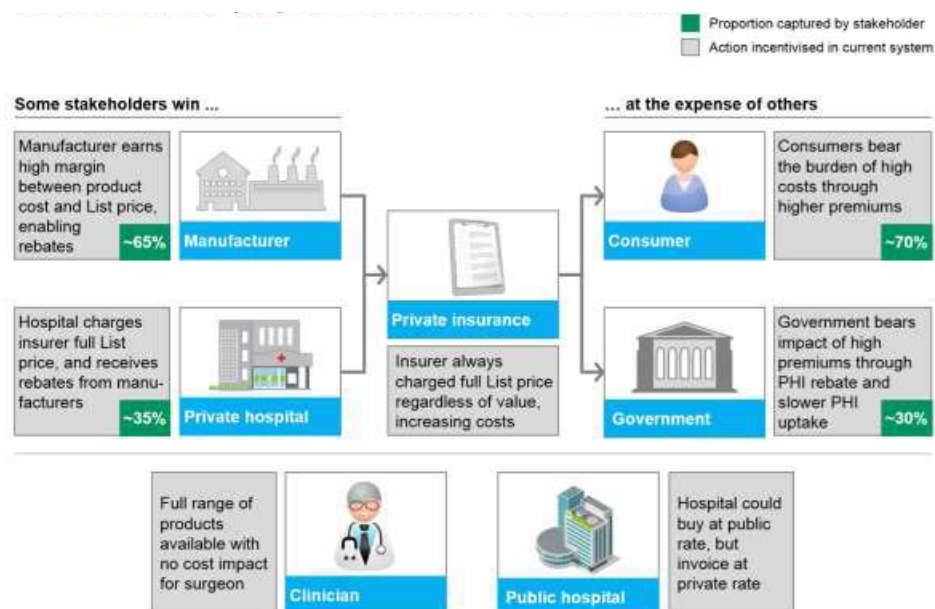 Proportion captured by stakeholder
Action incentivised in current system
Some stakeholders win ...
... at the expense of others
Manufacturer earns
high margin
between product
cost and List price,
enabling
rebates
~65%
Manufacturer
Consumer
Consumers bear
the burden of high
costs through
higher premiums
~70%
Private insurance
Insurer always
charged full List price
regardless of value,
increasing costs
Hospital charges
insurer full List
price, and receives
rebates from manu-
facturers
~35%
Private hospital
Government
Government bears
impact of high
premiums through
PHI rebate and
slower PHI
uptake
~30%
Full range of
products
available with
no cost impact
for surgeon
Clinician
Public hospital
Hospital could
buy at public
rate, but
invoice at
private rate